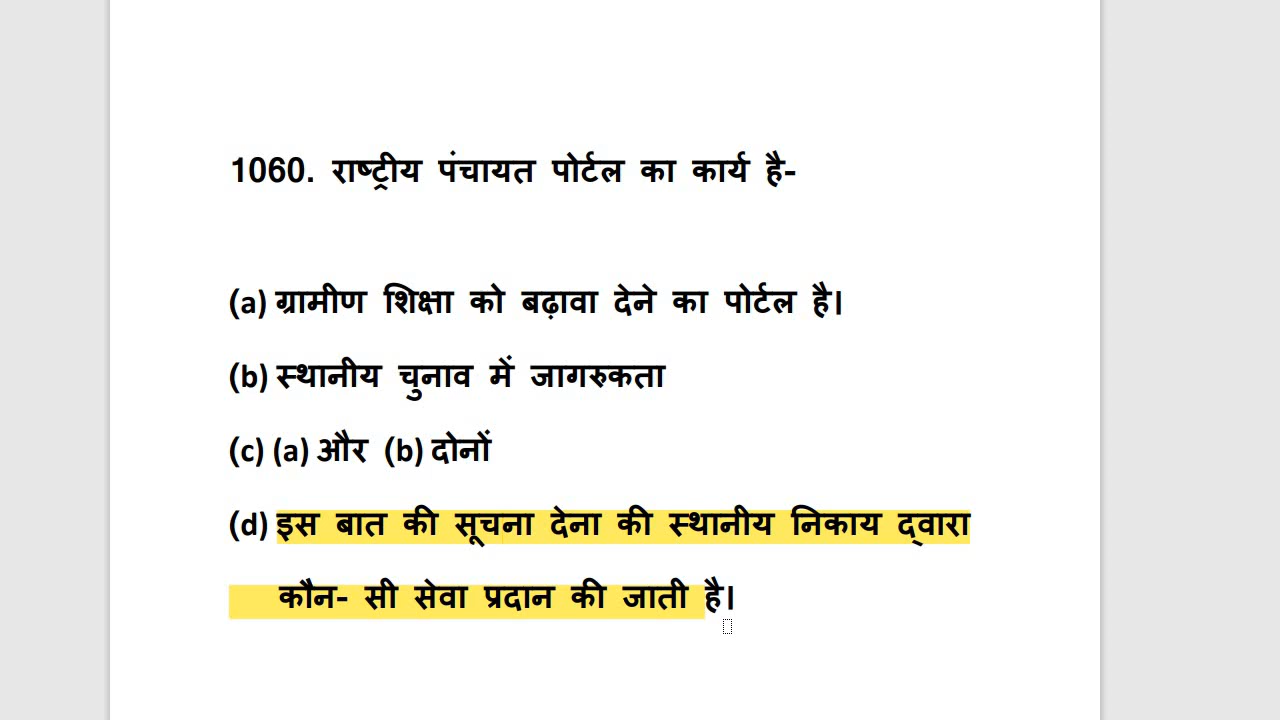 1060. राष्ट्रीय पंचायत पोर्टल का कार्य है-
(a) ग्रामीण शिक्षा को बढ़ावा देने का पोर्टल है।
(b) स्थानीय चुनाव में जागरुकता
(c) (a) और (b) दोनों
(d) इस बात की सूचना देना की स्थानीय निकाय द्वारा
कौन- सी सेवा प्रदान की जाती है।